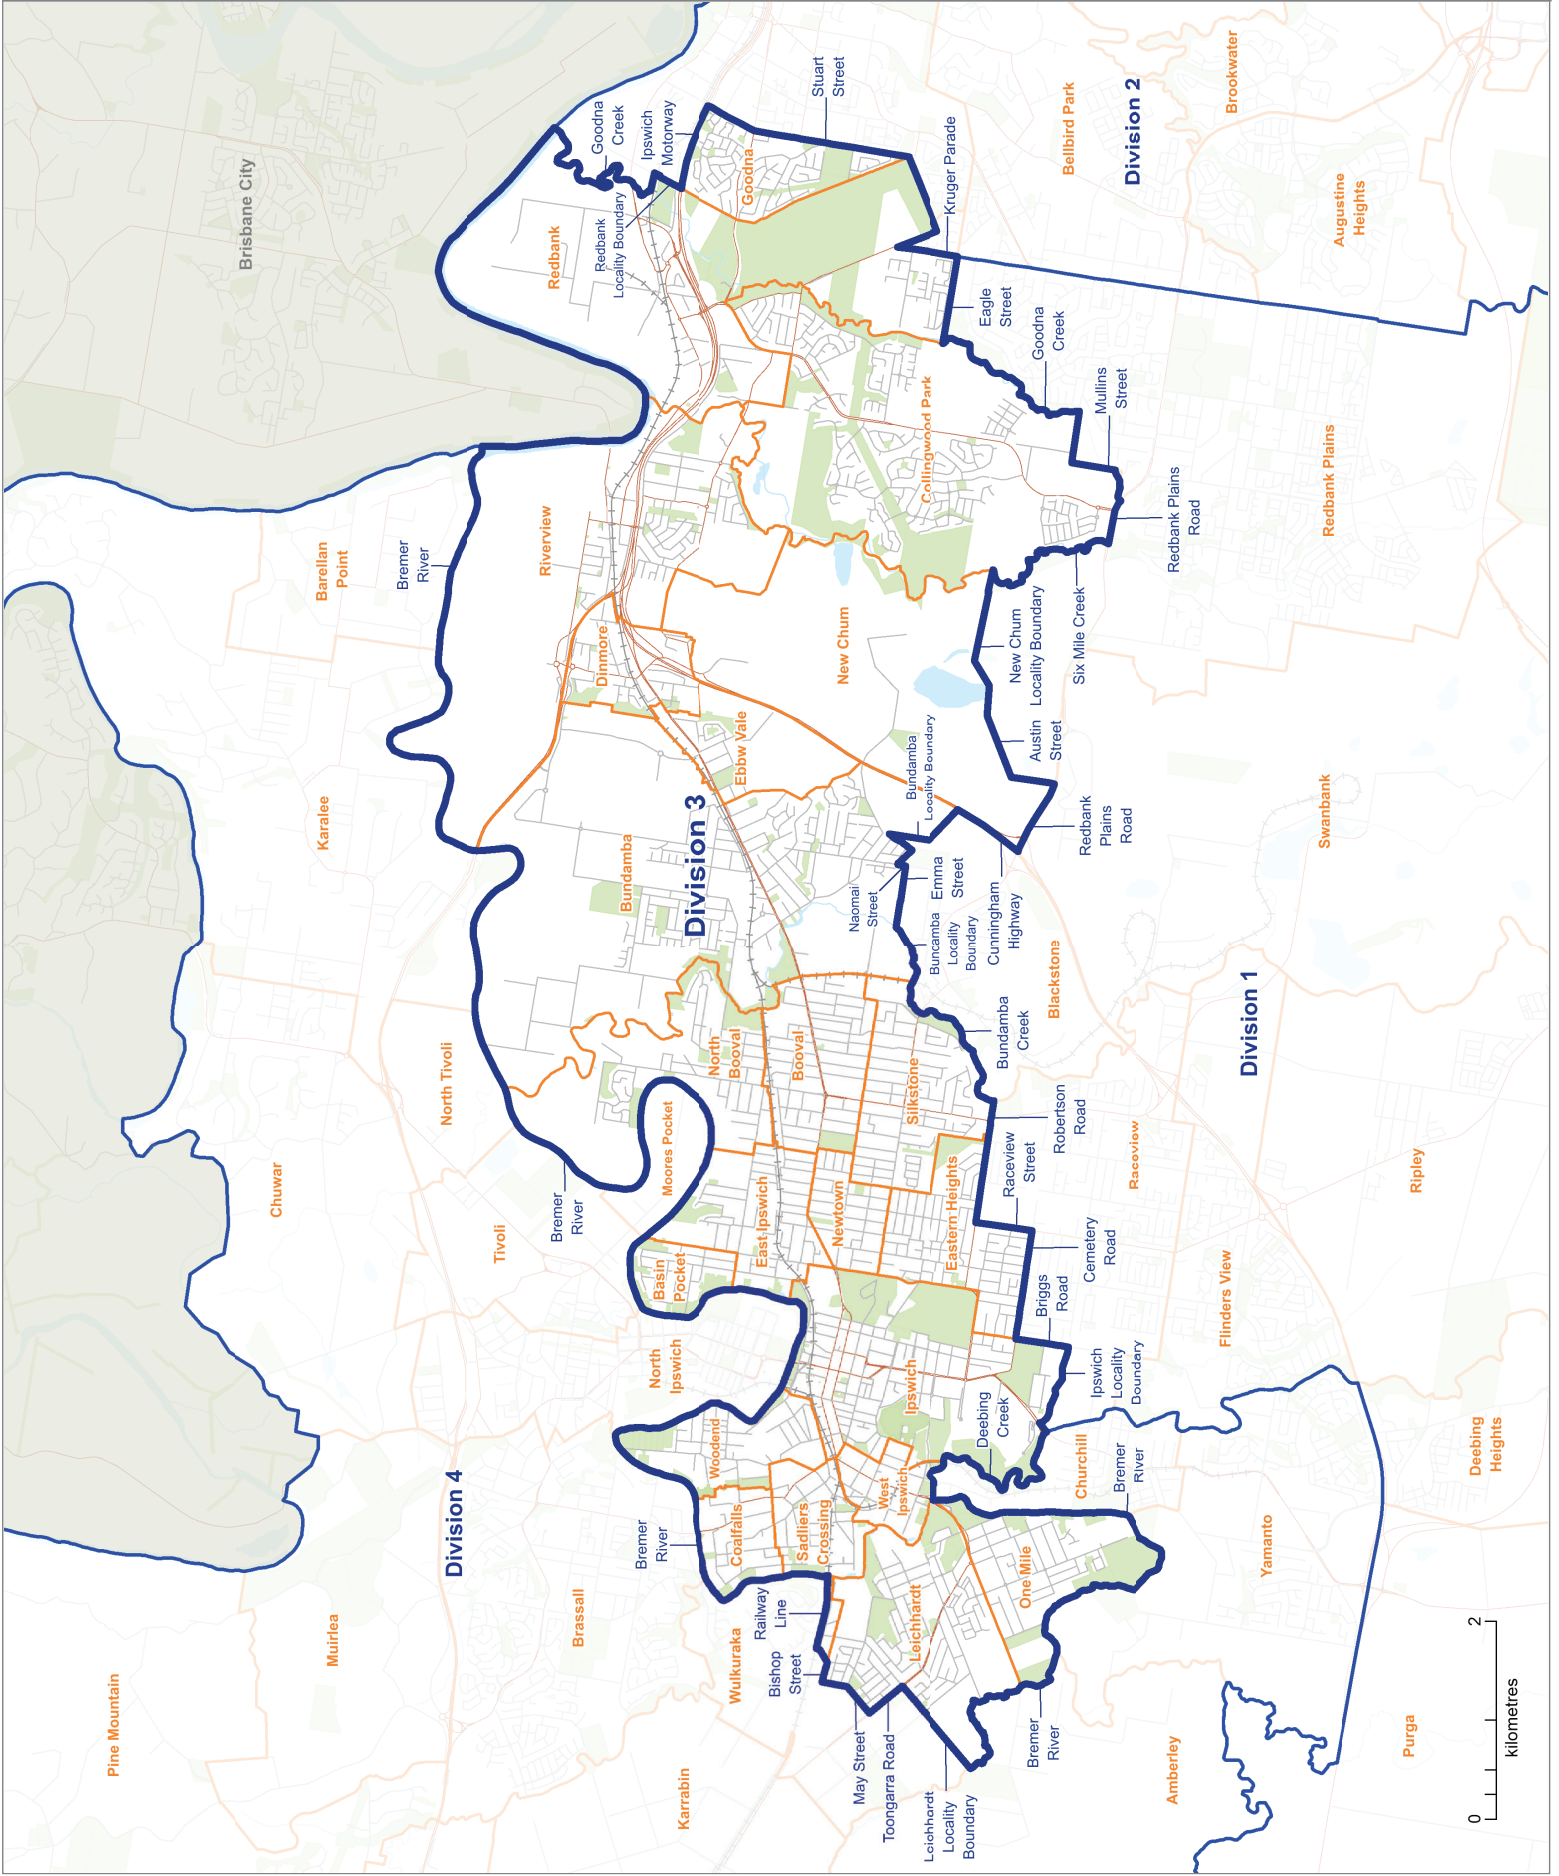 Pine Mountain
Muirlea
Chuwar
Karalee
Barellan
Point
Brisbane City
Division 4
Brassall
Karrabin
Wulkuraka
North
Ipswich
Tivoli
North Tivoli
Bremer
River
Bremer
River
Bremer
River
Moores Pocket
Basin
Pocket
East Ipswich
North
Booval
Booval
Newtown
Silkstone
Eastern Heights
Bundamba
Division 3
Ebbw Vale
Dinmore
Riverview
New Chum
Redbank
Redbank
Locality Boundary
Goodna
Creek
Ipswich
Motorway
Goodna
Stuart
Street
Collingwood Park
Kruger Parade
Eagle
Street
Goodna
Creek
Mullins
Street
Redbank Plains
Road
Six Mile Creek
New Chum
Locality Boundary
Austin
Street
Redbank
Plains
Road
Bundamba
Locality Boundary
Cunningham
Highway
Emma
Street
Naomai
Street
Buncamba
Locality
Boundary
Bundamba
Creek
Robertson
Road
Raceview
Street
Cemetery
Road
Briggs
Road
Ipswich
Locality
Doundary
Deebing
Creek
Bremer
River
Woodend
Coalfalls
Sadliers
Crossing
West
Ipswich
Ipswich
Leichhardt
One Mile
Railway
Line
Bishop
Street
May Street
Toongarra Road
Loichhardt
Locality
Boundary
Bremer
River
Amberley
Purga
Yamanto
Churchill
Deebing
Heights
Flinders View
Raceview
Ripley
Division 1
Blackstone
Swanbank
Redbank Plains
Augustine
Heights
Bellbird Park
Division 2
Brookwater
0
2
kilometres